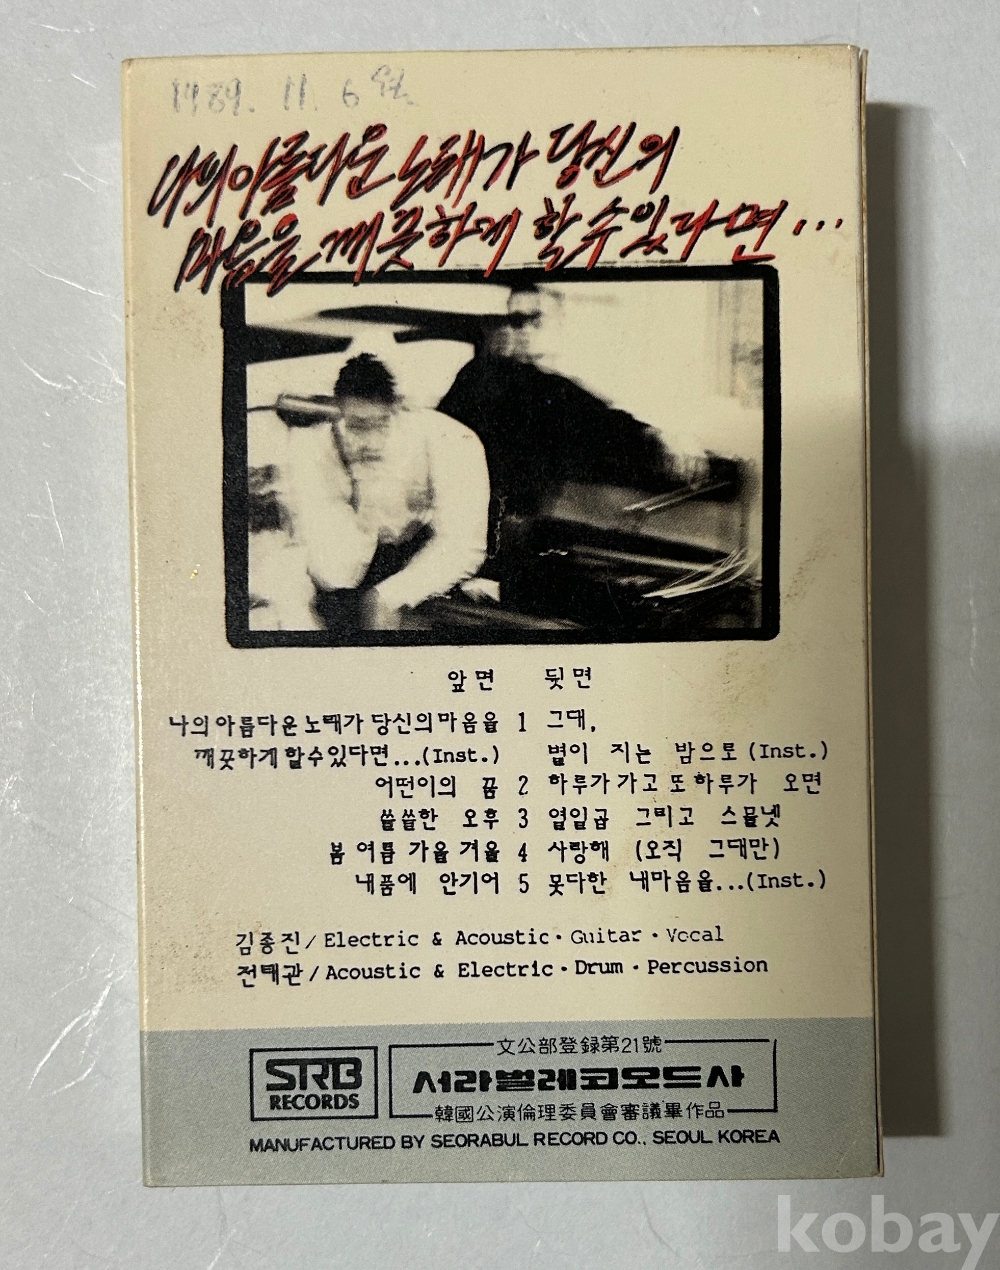 1989. 11. 6
나의 아름다운 노래가 당신의
마음을 깨끗하게 할 수 있다면...
앞면 뒷면
나의 아름다운 노래가 당신의 마음을 1 그대,
깨끗하게 할 수 있다면...(Inst.) 별이 지는 밤으로 (Inst.)
어떤이의 꿈 2 하루가 가고 또 하루가 오면
쓸쓸한 오후 3 열일곱 그리고 스물넷
봄 여름 가을 겨울 4 사랑해 (오직 그대만)
내품에 안기어 5 못다한 내마음을...(Inst.)
김종진/Electric & Acoustic·Guitar·Vocal
전태관/Acoustic & Electric·Drum·Percussion
SRB
RECORDS
文公部登録第21號
서라벌레코오드사
韓國公演倫理委員會審議畢作品
MANUFACTURED BY SEORABUL RECORD CO., SEOUL KOREA
kobay